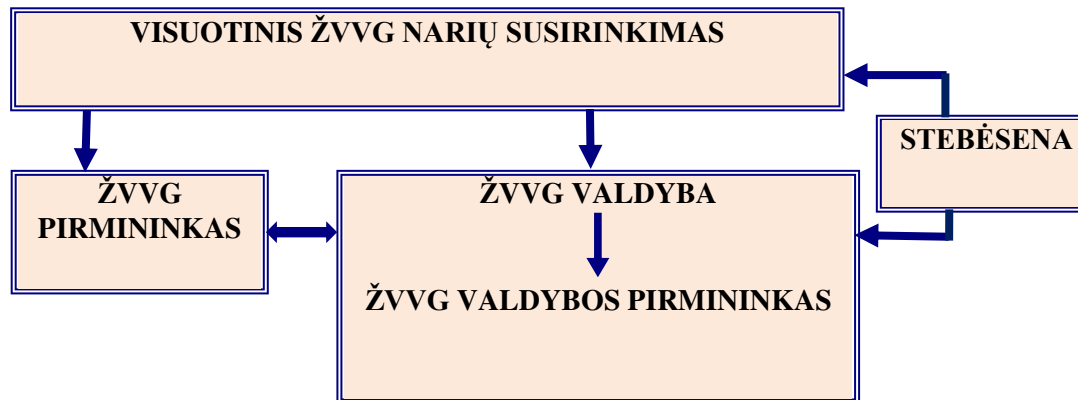 VISUOTINIS ŽVVG NARIŲ SUSIRINKIMAS
STEBĖSENA
ŽVVG
PIRMININKAS
ŽVVG VALDYBA
ŽVVG VALDYBOS PIRMININKAS